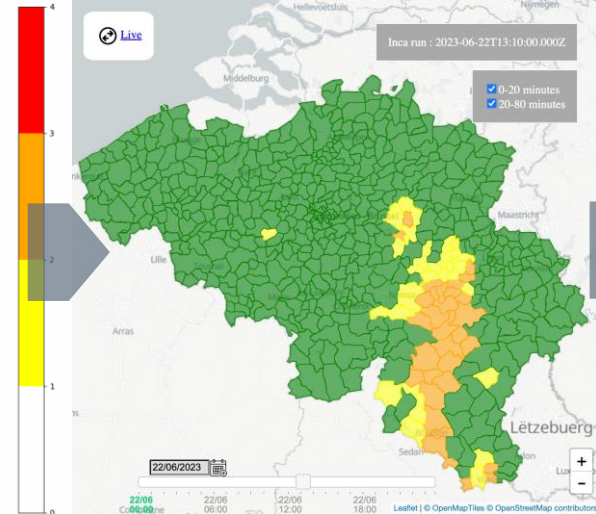 4
Hellevoetsluis
Nijmegen
Live
Inca run : 2023-06-22T13:10:00.000Z
Middelburg
0-20 minutes
20-80 minutes
3
Maastricht
2
Lille
Arras
1
Lëtzebuerg
Sedan
22/06/2023
+
−
22/06
00:00
22/06
06:00
22/06
12:00
22/06
18:00
0
Leaflet | © OpenMapTiles © OpenStreetMap contributors